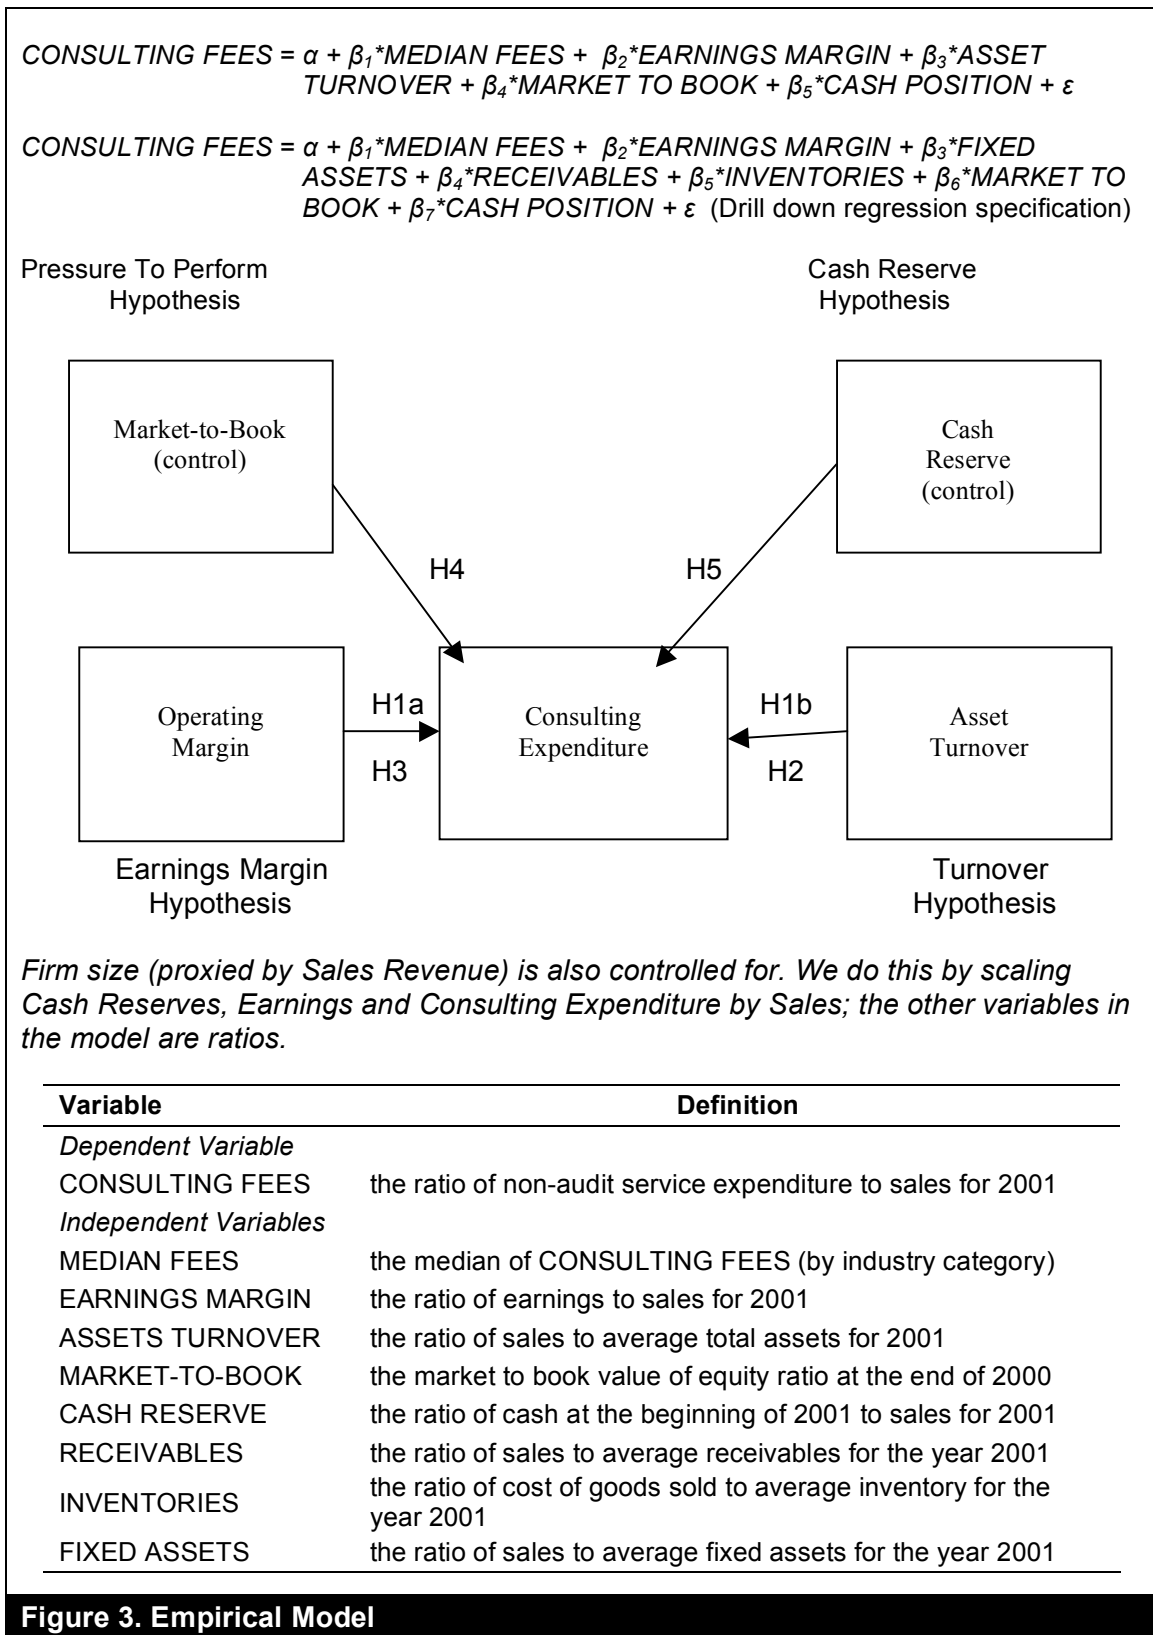 CONSULTING FEES = α + β1*MEDIAN FEES + β2*EARNINGS MARGIN + β3*ASSET
TURNOVER + β4*MARKET TO BOOK + β5*CASH POSITION + ε
CONSULTING FEES = α + β1*MEDIAN FEES + β2*EARNINGS MARGIN + β3*FIXED
ASSETS + β4*RECEIVABLES + β5*INVENTORIES + β6*MARKET TO
BOOK + β7*CASH POSITION + ε (Drill down regression specification)
Pressure To Perform
Hypothesis
Cash Reserve
Hypothesis
Market-to-Book
(control)
Cash
Reserve
(control)
H4
H5
Operating
Margin
H1a
H3
Consulting
Expenditure
H1b
H2
Asset
Turnover
Earnings Margin
Hypothesis
Turnover
Hypothesis
Firm size (proxied by Sales Revenue) is also controlled for. We do this by scaling
Cash Reserves, Earnings and Consulting Expenditure by Sales; the other variables in
the model are ratios.
Variable Definition
Dependent Variable
CONSULTING FEES the ratio of non-audit service expenditure to sales for 2001
Independent Variables
MEDIAN FEES the median of CONSULTING FEES (by industry category)
EARNINGS MARGIN the ratio of earnings to sales for 2001
ASSETS TURNOVER the ratio of sales to average total assets for 2001
MARKET-TO-BOOK the market to book value of equity ratio at the end of 2000
CASH RESERVE the ratio of cash at the beginning of 2001 to sales for 2001
RECEIVABLES the ratio of sales to average receivables for the year 2001
INVENTORIES the ratio of cost of goods sold to average inventory for the
year 2001
FIXED ASSETS the ratio of sales to average fixed assets for the year 2001
Figure 3. Empirical Model